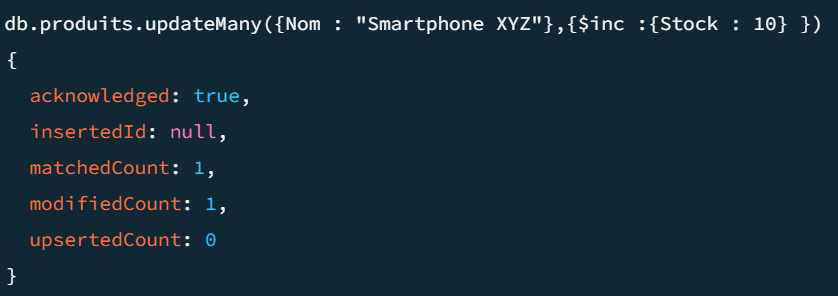 db.produits.updateMany({Nom : "Smartphone XYZ"},{$inc :{Stock : 10} })
{
  acknowledged: true,
  insertedId: null,
  matchedCount: 1,
  modifiedCount: 1,
  upsertedCount: 0
}